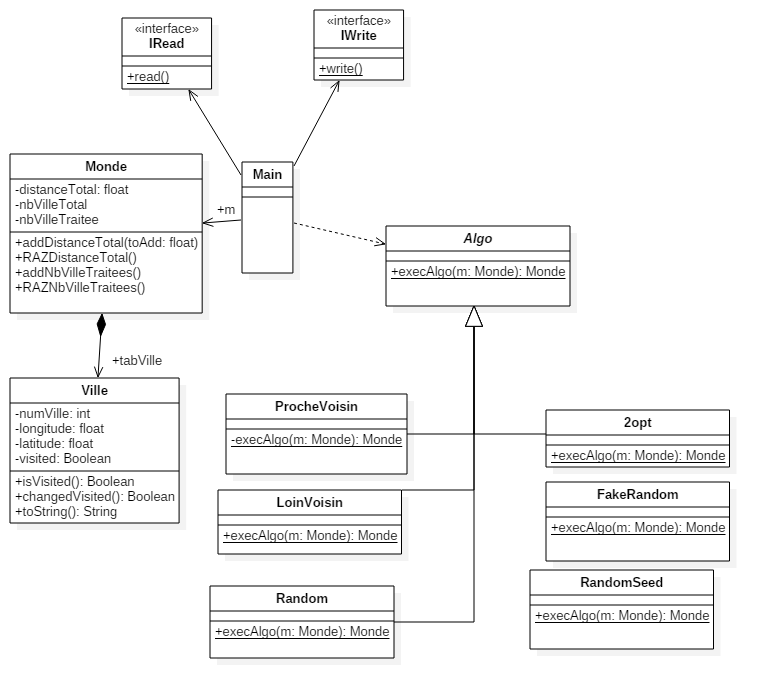 «interface»
IRead
+read()
«interface»
IWrite
+write()
Monde
-distanceTotal: float
-nbVilleTotal
-nbVilleTraitee
+addDistanceTotal(toAdd: float)
+RAZDistanceTotal()
+addNbVilleTraitees()
+RAZNbVilleTraitees()
Main
+m
Algo
+execAlgo(m: Monde): Monde
+tabVille
Ville
-numVille: int
-longitude: float
-latitude: float
-visited: Boolean
+isVisited(): Boolean
+changedVisited(): Boolean
+toString(): String
ProcheVoisin
-execAlgo(m: Monde): Monde
2opt
+execAlgo(m: Monde): Monde
LoinVoisin
+execAlgo(m: Monde): Monde
FakeRandom
+execAlgo(m: Monde): Monde
Random
+execAlgo(m: Monde): Monde
RandomSeed
+execAlgo(m: Monde): Monde